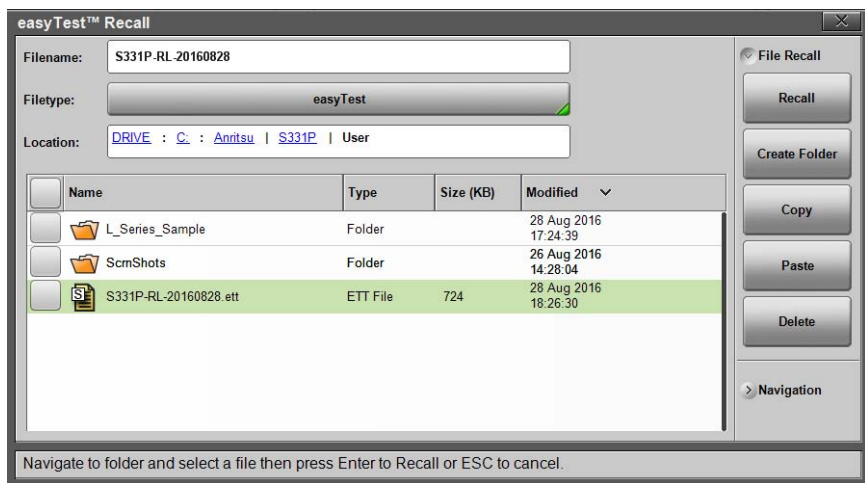 easyTest™ Recall
Filename: S331P-RL-20160828
Filetype: easyTest
Location: DRIVE : C: : Anritsu | S331P | User
Name Type Size (KB) Modified
L_Series_Sample Folder 28 Aug 2016
17:24:39
ScrnShots Folder 26 Aug 2016
14:28:04
S331P-RL-20160828.ett ETT File 724 28 Aug 2016
18:26:30
File Recall
Recall
Create Folder
Copy
Paste
Delete
Navigation
Navigate to folder and select a file then press Enter to Recall or ESC to cancel.